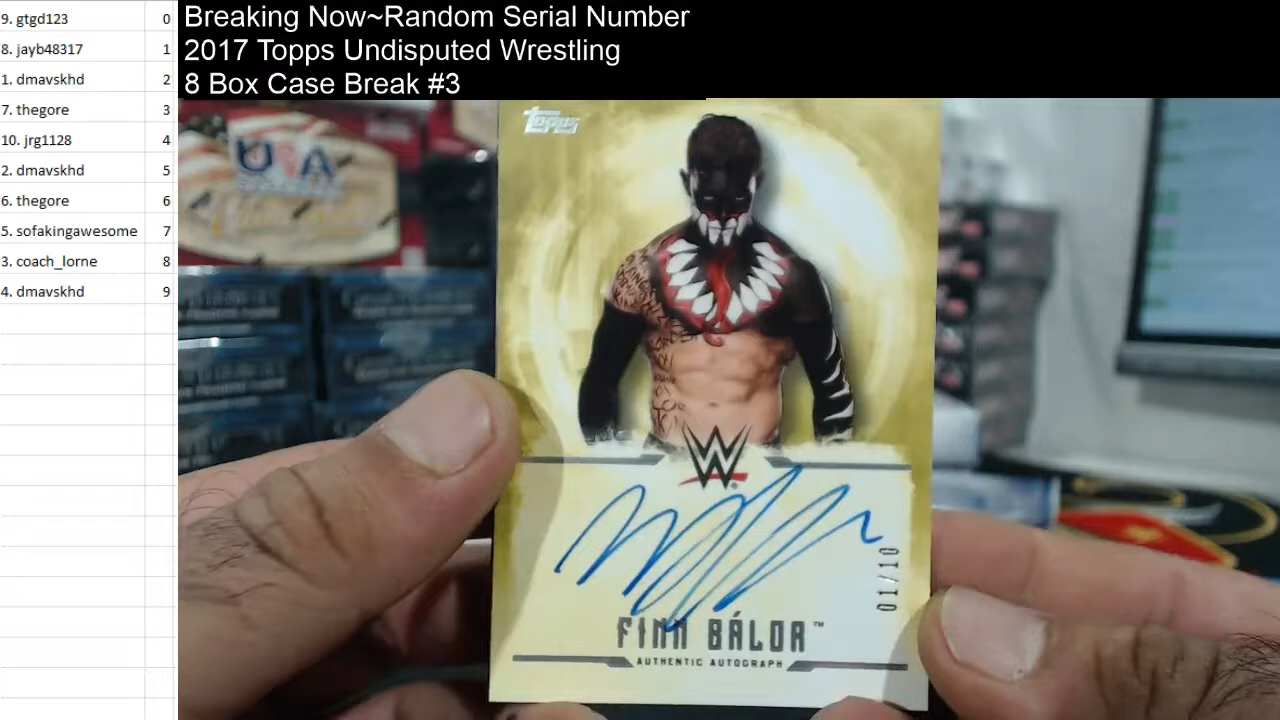 9. gtgd123 0
8. jayb48317 1
1. dmavskhd 2
7. thegore 3
10. jrg1128 4
2. dmavskhd 5
6. thegore 6
5. sofakingawesome 7
3. coach_lorne 8
4. dmavskhd 9
Breaking Now~Random Serial Number
2017 Topps Undisputed Wrestling
8 Box Case Break #3
Topps
USA
W
01/10
FINN BÁLOR™
AUTHENTIC AUTOGRAPH